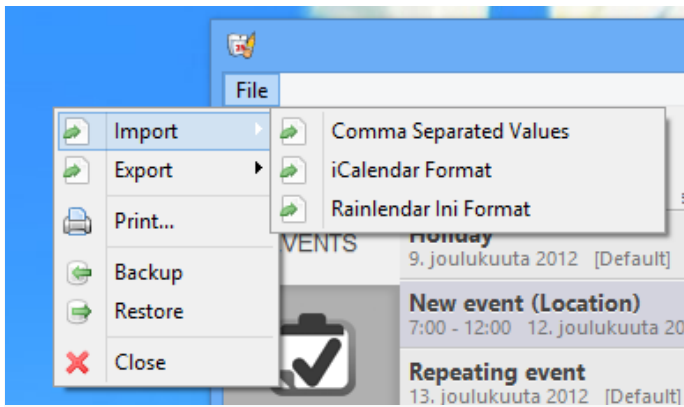 File
Import
Export
Print...
Backup
Restore
Close
Comma Separated Values
iCalendar Format
Rainlendar Ini Format
EVENTS
Holiday
9. joulukuuta 2012 [Default]
New event (Location)
7:00 - 12:00 12. joulukuuta 20
Repeating event
13. joulukuuta 2012 [Default]